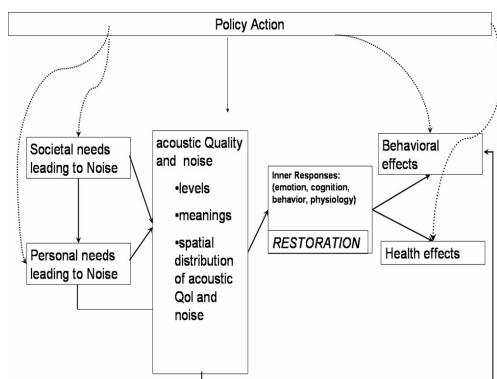 Policy Action
Societal needs
leading to Noise
Personal needs
leading to Noise
acoustic Quality
and noise
•levels
•meanings
•spatial
distribution
of acoustic
Qol and
noise
Inner Responses:
(emotion, cognition,
behavior, physiology)
RESTORATION
Behavioral
effects
Health effects